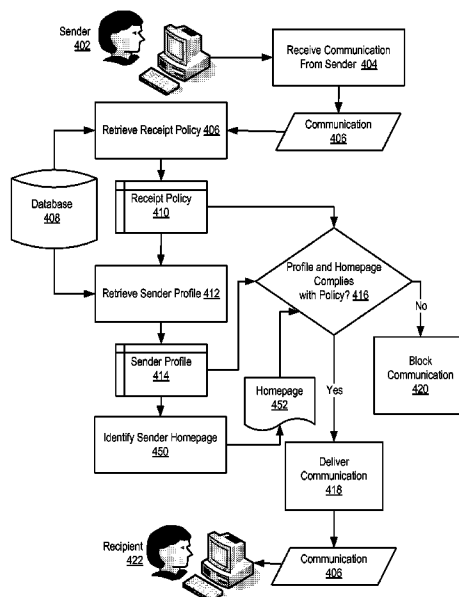 Sender
402
Receive Communication
From Sender 404
Retrieve Receipt Policy 406
Communication
406
Database
408
Receipt Policy
410
Profile and Homepage
Complies
with Policy? 416
Retrieve Sender Profile 412
No
Sender Profile
414
Homepage
452
Yes
Block
Communication
420
Identify Sender Homepage
450
Deliver
Communication
418
Recipient
422
Communication
406